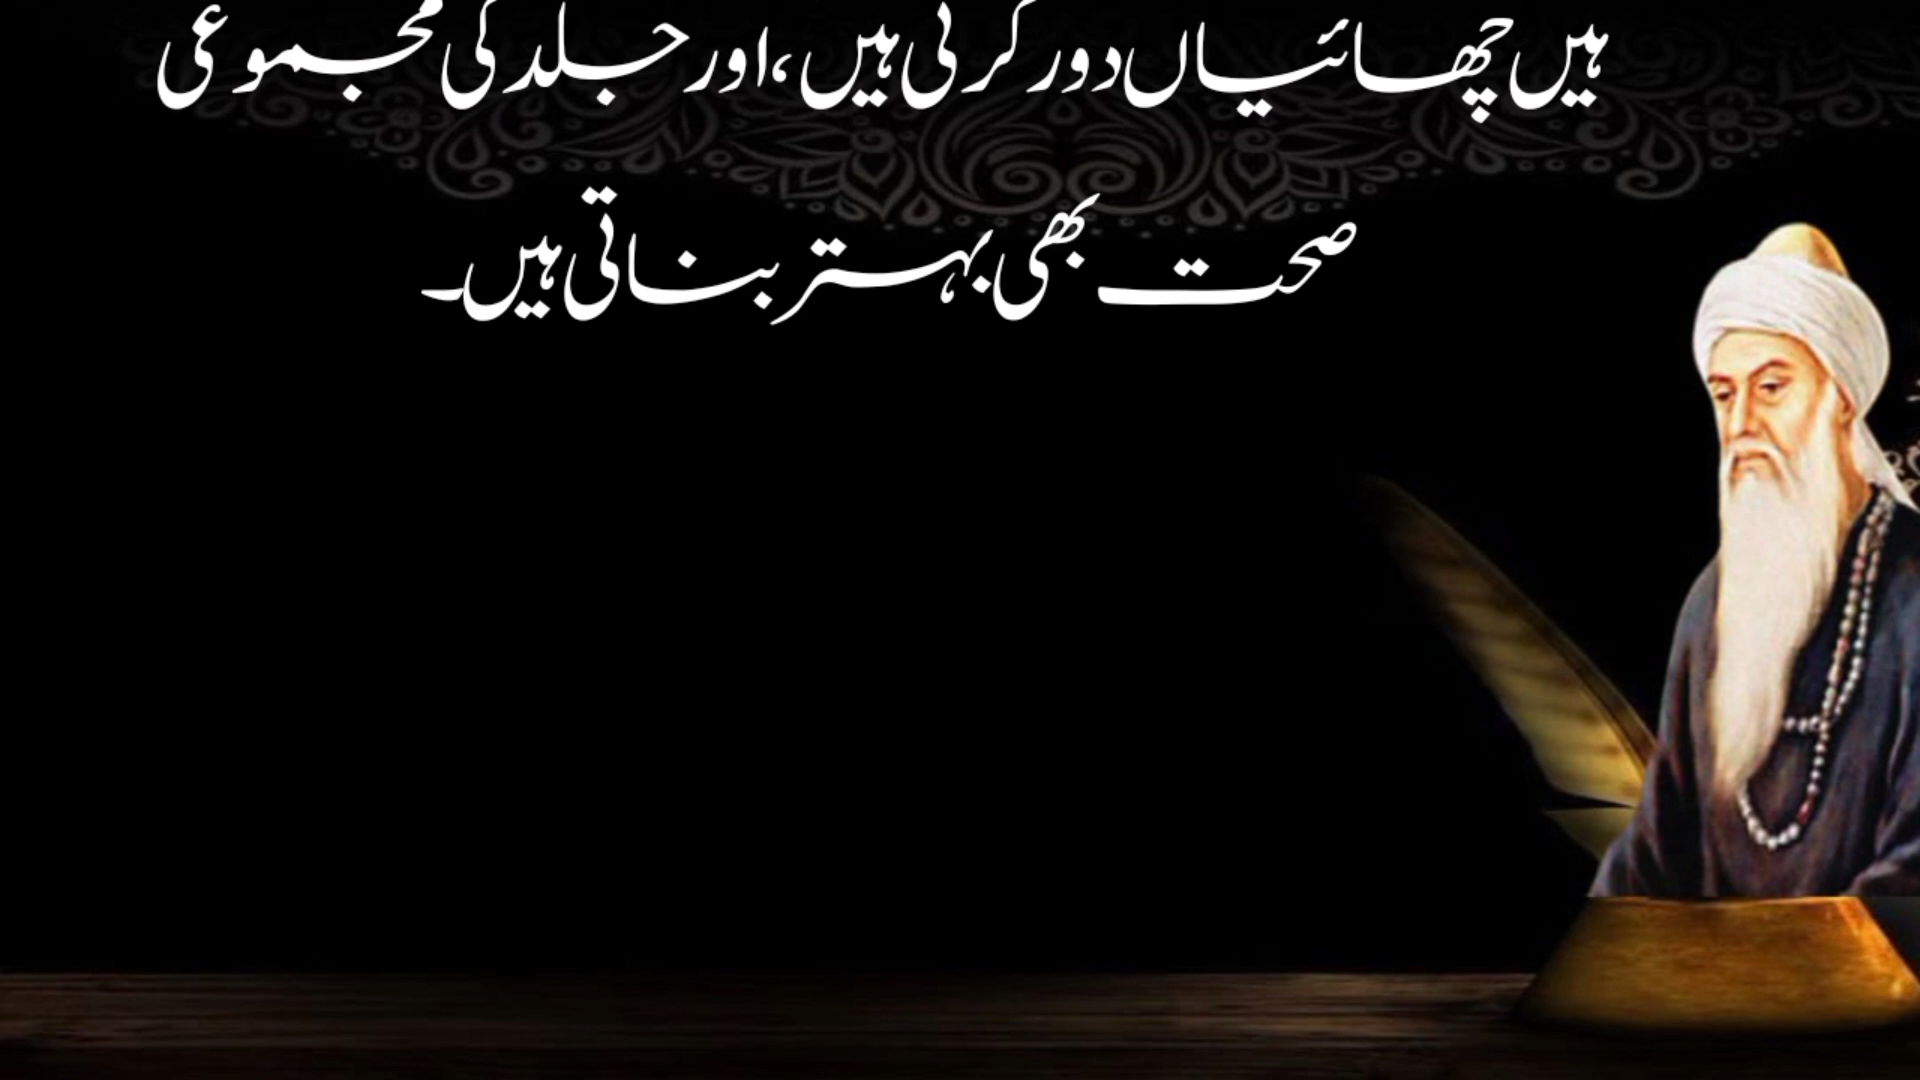 ہیں چھائیاں دور کرتی ہیں، اور جلد کی مجموعی
صحت بھی بہتر بناتی ہیں۔